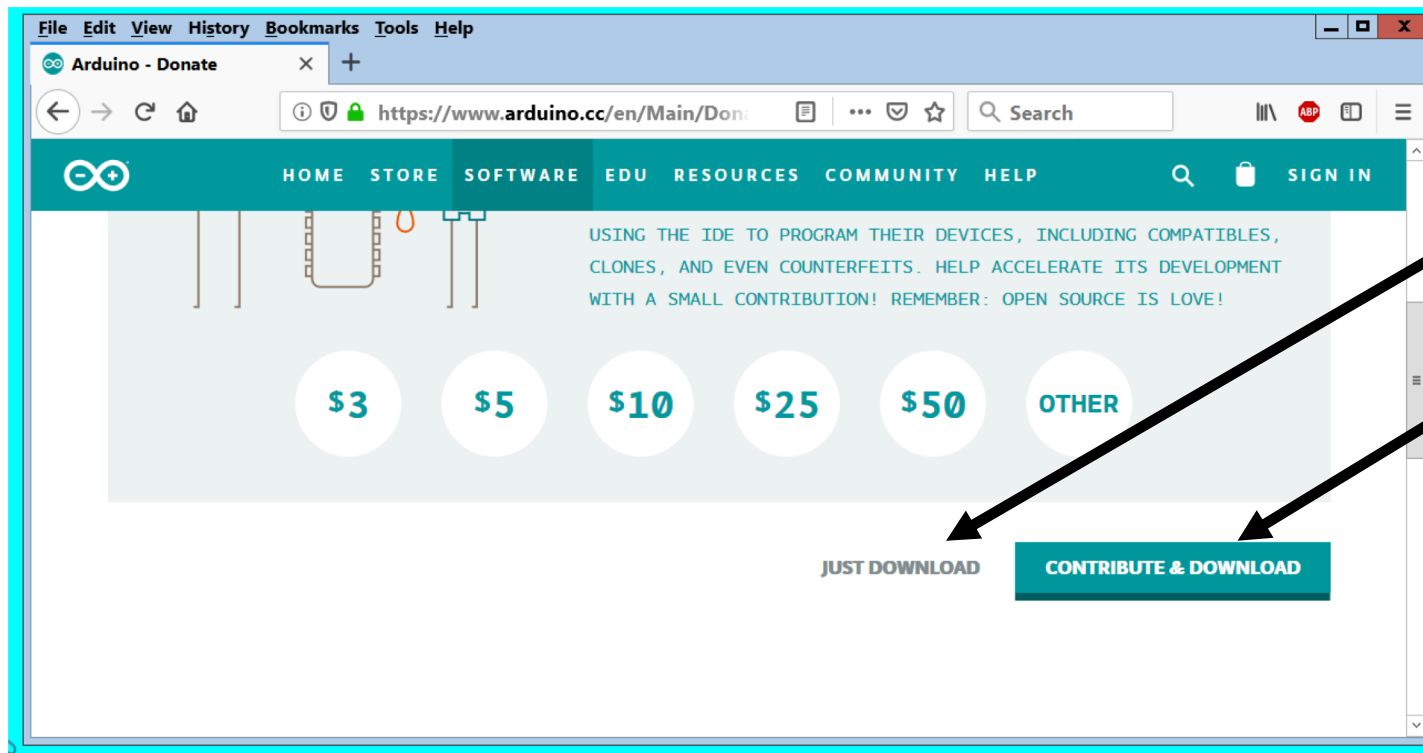 File Edit View History Bookmarks Tools Help
Arduino - Donate
https://www.arduino.cc/en/Main/Don
Search
ABP
HOME STORE SOFTWARE EDU RESOURCES COMMUNITY HELP SIGN IN
USING THE IDE TO PROGRAM THEIR DEVICES, INCLUDING COMPATIBLES,
CLONES, AND EVEN COUNTERFEITS. HELP ACCELERATE ITS DEVELOPMENT
WITH A SMALL CONTRIBUTION! REMEMBER: OPEN SOURCE IS LOVE!
$3 $5 $10 $25 $50 OTHER
JUST DOWNLOAD CONTRIBUTE & DOWNLOAD